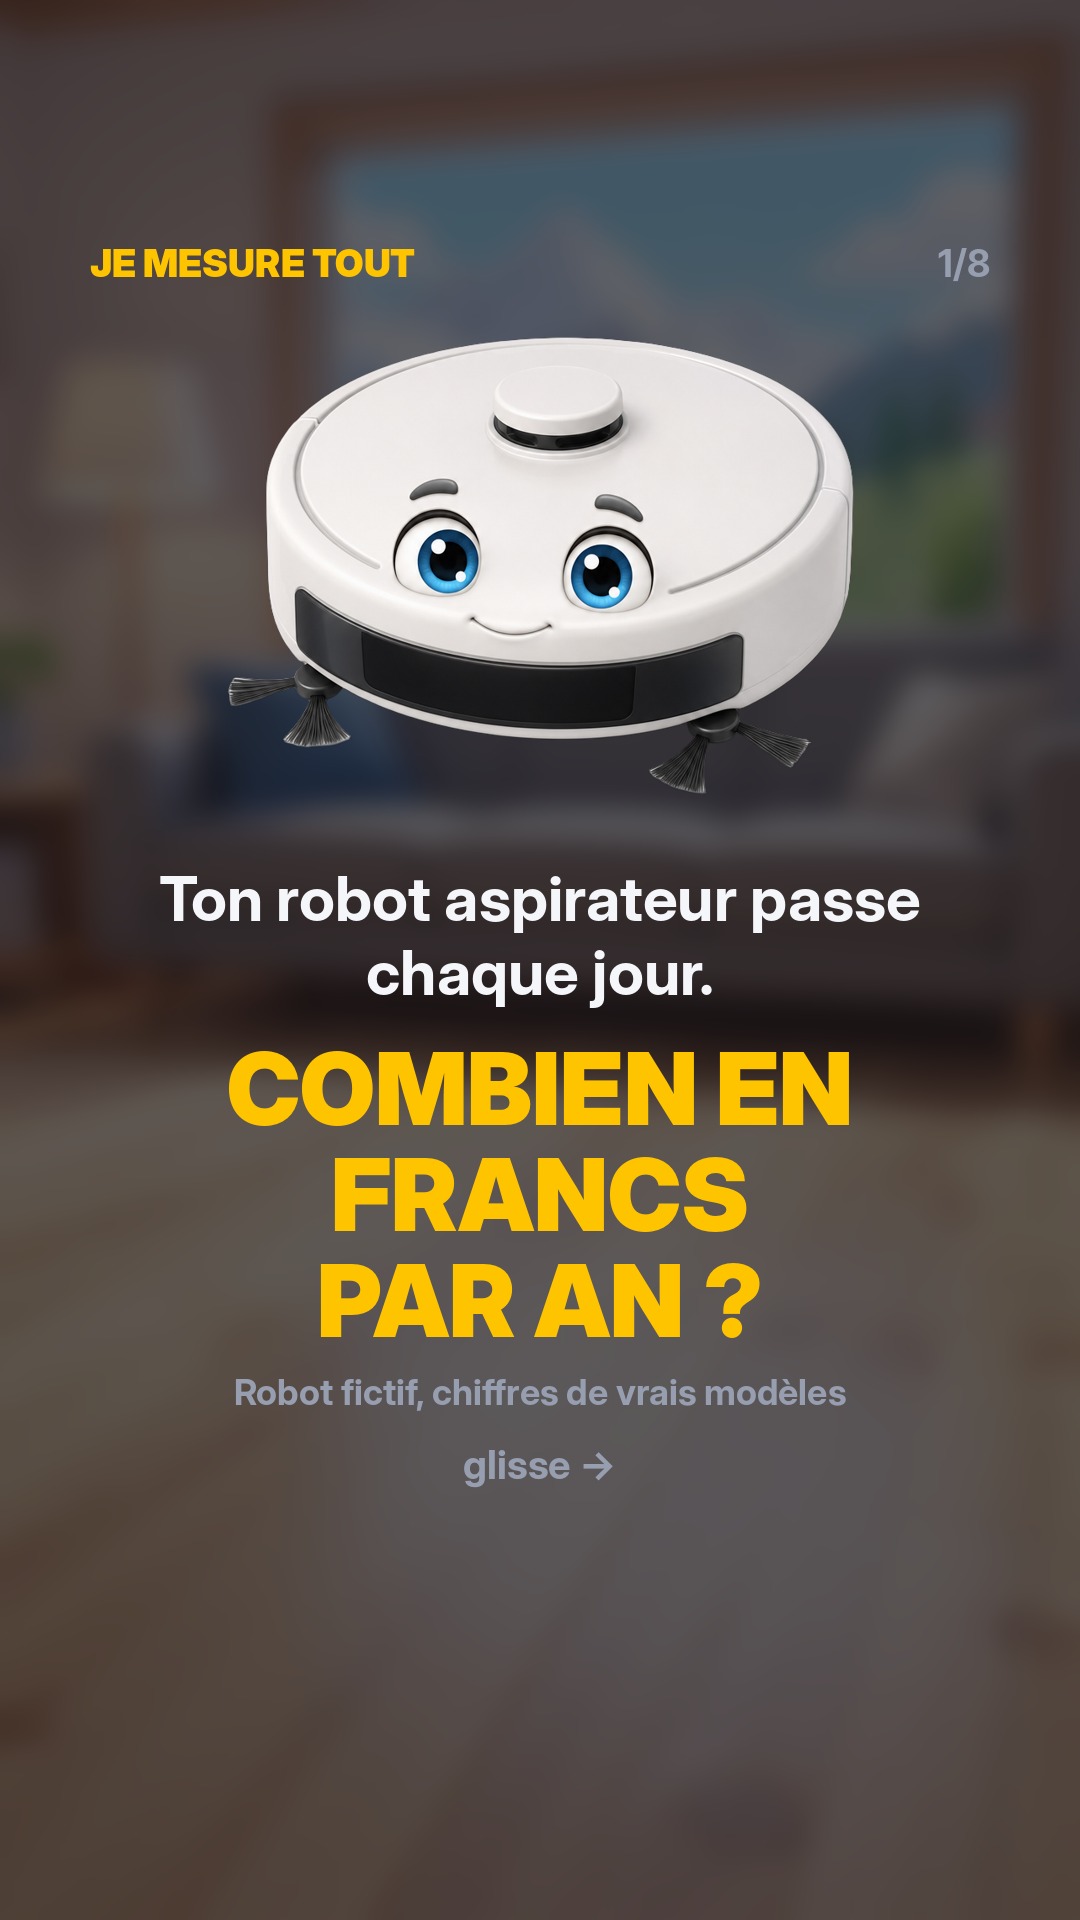 JE MESURE TOUT
1/8
Ton robot aspirateur passe
chaque jour.
COMBIEN EN
FRANCS
PAR AN ?
Robot fictif, chiffres de vrais modèles
glisse →